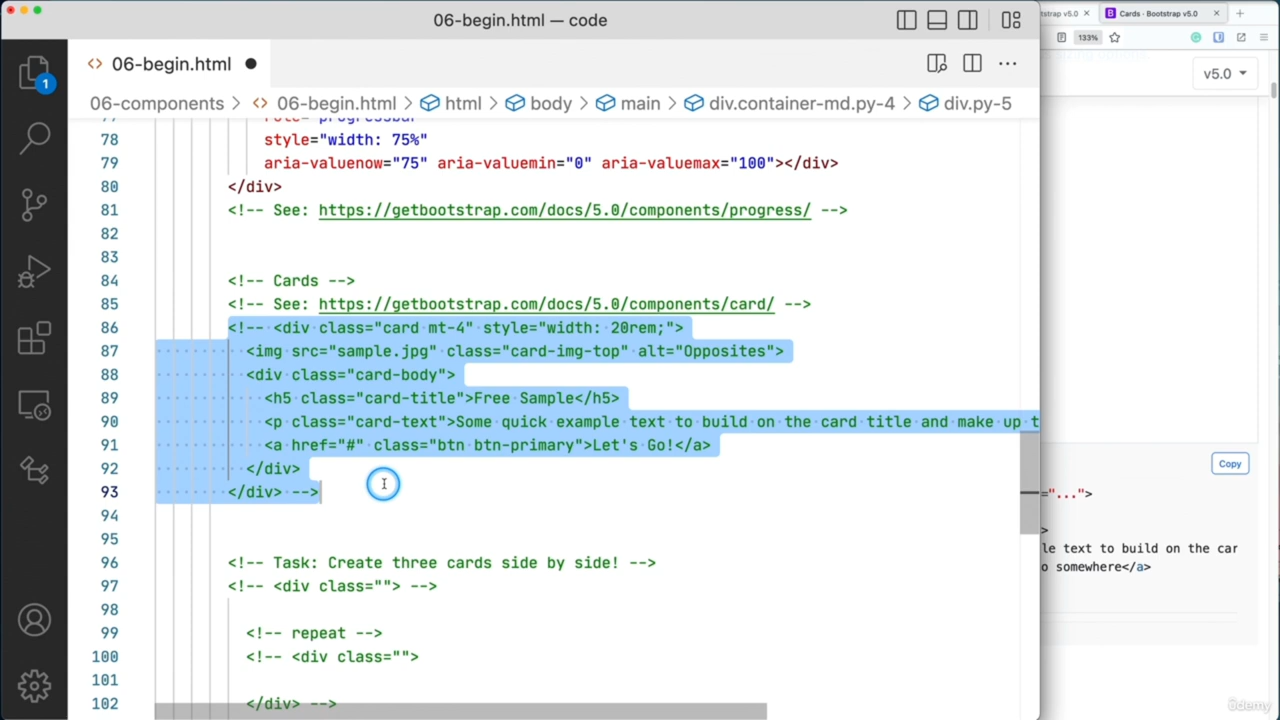 06-begin.html — code
06-begin.html
1
06-components > 06-begin.html > html > body > main > div.container-md.py-4 > div.py-5
78 style="width: 75%"
79 aria-valuenow="75" aria-valuemin="0" aria-valuemax="100"></div>
80 </div>
81 <!-- See: https://getbootstrap.com/docs/5.0/components/progress/ -->
82
83
84 <!-- Cards -->
85 <!-- See: https://getbootstrap.com/docs/5.0/components/card/ -->
86 <!-- <div class="card mt-4" style="width: 20rem;">
87 <img src="sample.jpg" class="card-img-top" alt="Opposites">
88 <div class="card-body">
89 <h5 class="card-title">Free Sample</h5>
90 <p class="card-text">Some quick example text to build on the card title and make up t
91 <a href="#" class="btn btn-primary">Let's Go!</a>
92 </div>
93 </div> -->
94
95
96 <!-- Task: Create three cards side by side! -->
97 <!-- <div class=""> -->
98
99 <!-- repeat -->
100 <!-- <div class="">
101
102 </div> -->
tstrap v5.0
Cards · Bootstrap v5.0
133%
v5.0
Copy
="...">
>
le text to build on the car
o somewhere</a>
ûdemy